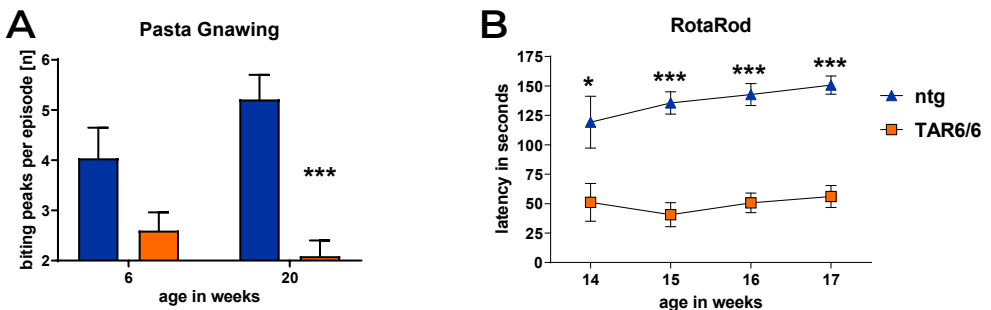 A
Pasta Gnawing
biting peaks per episode [n]
6
5
4
3
2
***
6
20
age in weeks
B
RotaRod
latency in seconds
175
150
125
100
75
50
25
0
*
***
***
***
14
15
16
17
age in weeks
ntg
TAR6/6